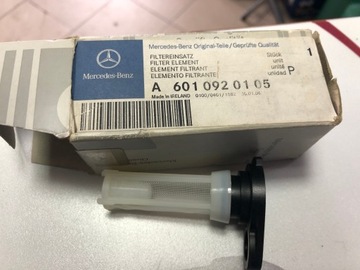 Mercedes-Benz
Mercedes-Benz Original-Teile/Geprüfte Qualität
FILTEREINSATZ
FILTER ELEMENT
ELEMENT FILTRANT
ELEMENTO FILTRANTE
Stück
unit
unité
unidad
P
1
A 601 092 01 05
Made in IRELAND